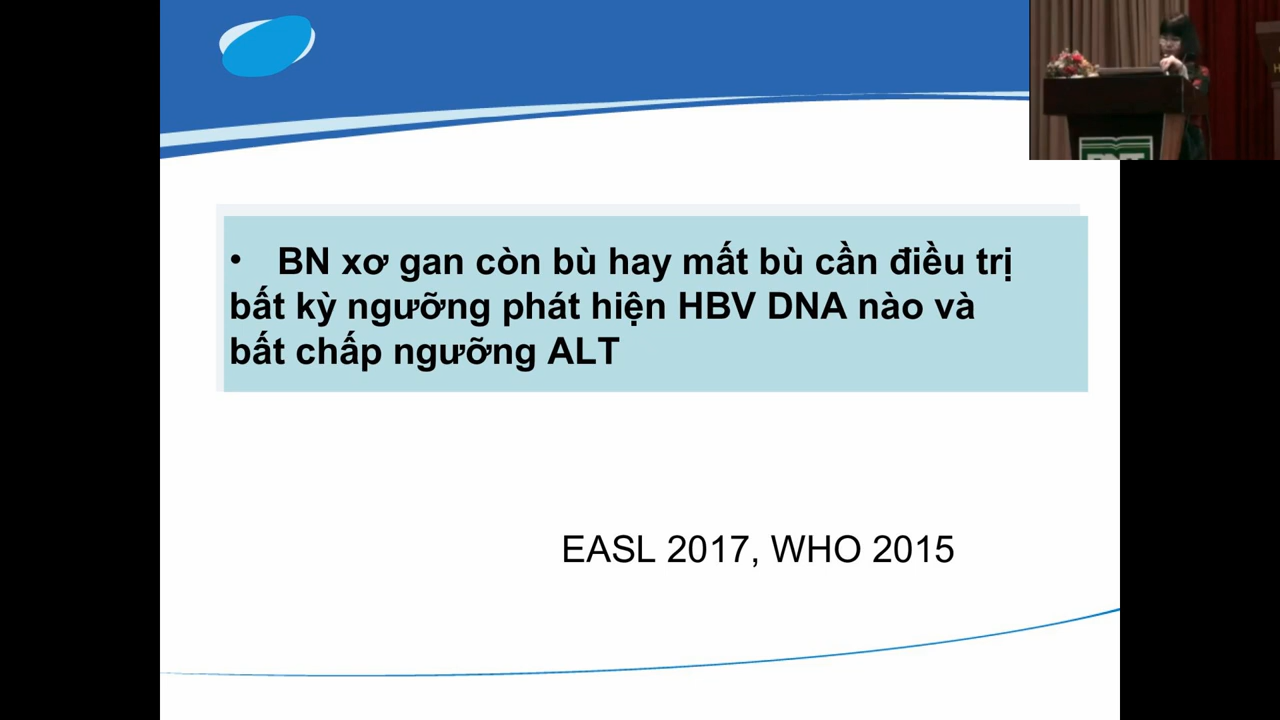 • BN xơ gan còn bù hay mất bù cần điều trị
bất kỳ ngưỡng phát hiện HBV DNA nào và
bất chấp ngưỡng ALT
EASL 2017, WHO 2015